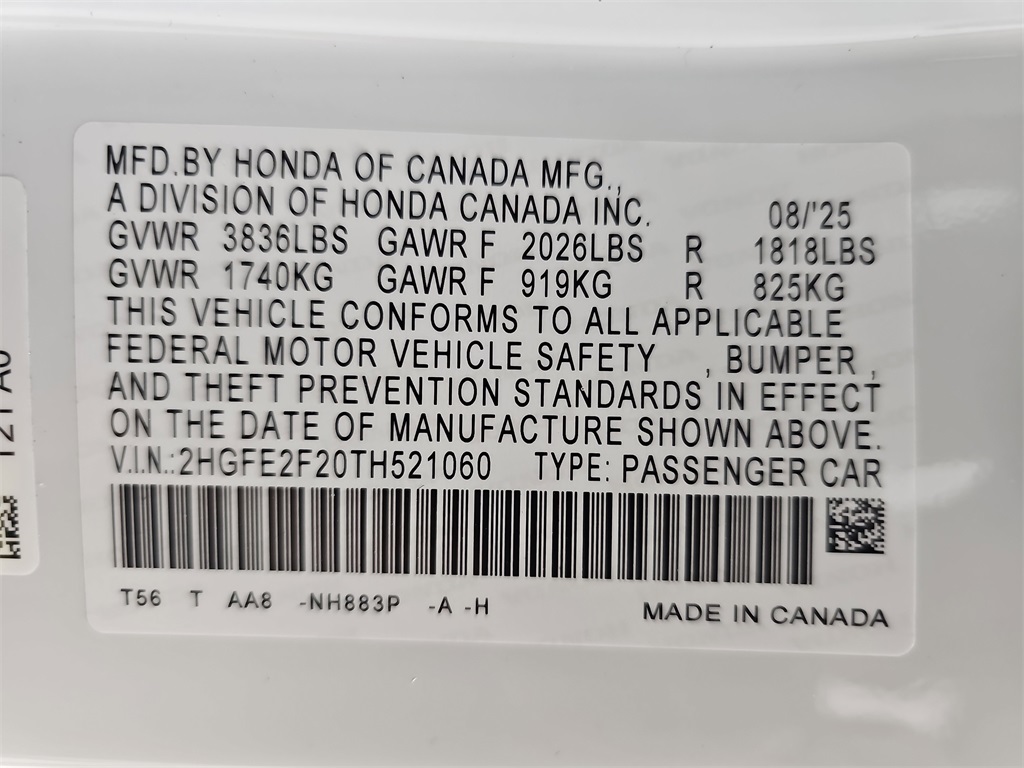 MFD.BY HONDA OF CANADA MFG.,
A DIVISION OF HONDA CANADA INC. 08/'25
GVWR 3836LBS GAWR F 2026LBS R 1818LBS
GVWR 1740KG GAWR F 919KG R 825KG
THIS VEHICLE CONFORMS TO ALL APPLICABLE
FEDERAL MOTOR VEHICLE SAFETY , BUMPER ,
AND THEFT PREVENTION STANDARDS IN EFFECT
ON THE DATE OF MANUFACTURE SHOWN ABOVE.
V.I.N.:2HGFE2F20TH521060 TYPE: PASSENGER CAR
T56 T AA8 -NH883P -A -H
MADE IN CANADA